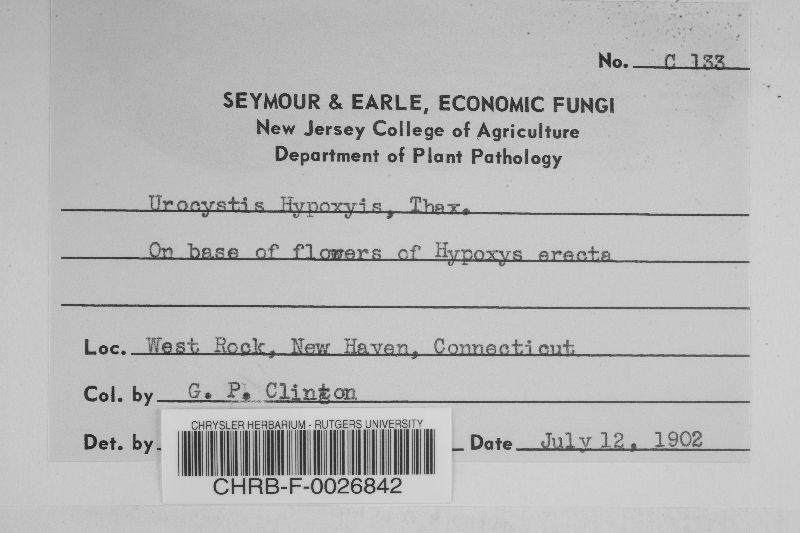 No. C 133
SEYMOUR & EARLE, ECONOMIC FUNGI
New Jersey College of Agriculture
Department of Plant Pathology
Urocystis Hypoxyis, Thax.
On base of flowers of Hypoxys erecta
Loc. West Rock, New Haven, Connecticut
Col. by G. P. Clinton
Det. by Date July 12, 1902
CHRYSLER HERBARIUM - RUTGERS UNIVERSITY
CHRB-F-0026842